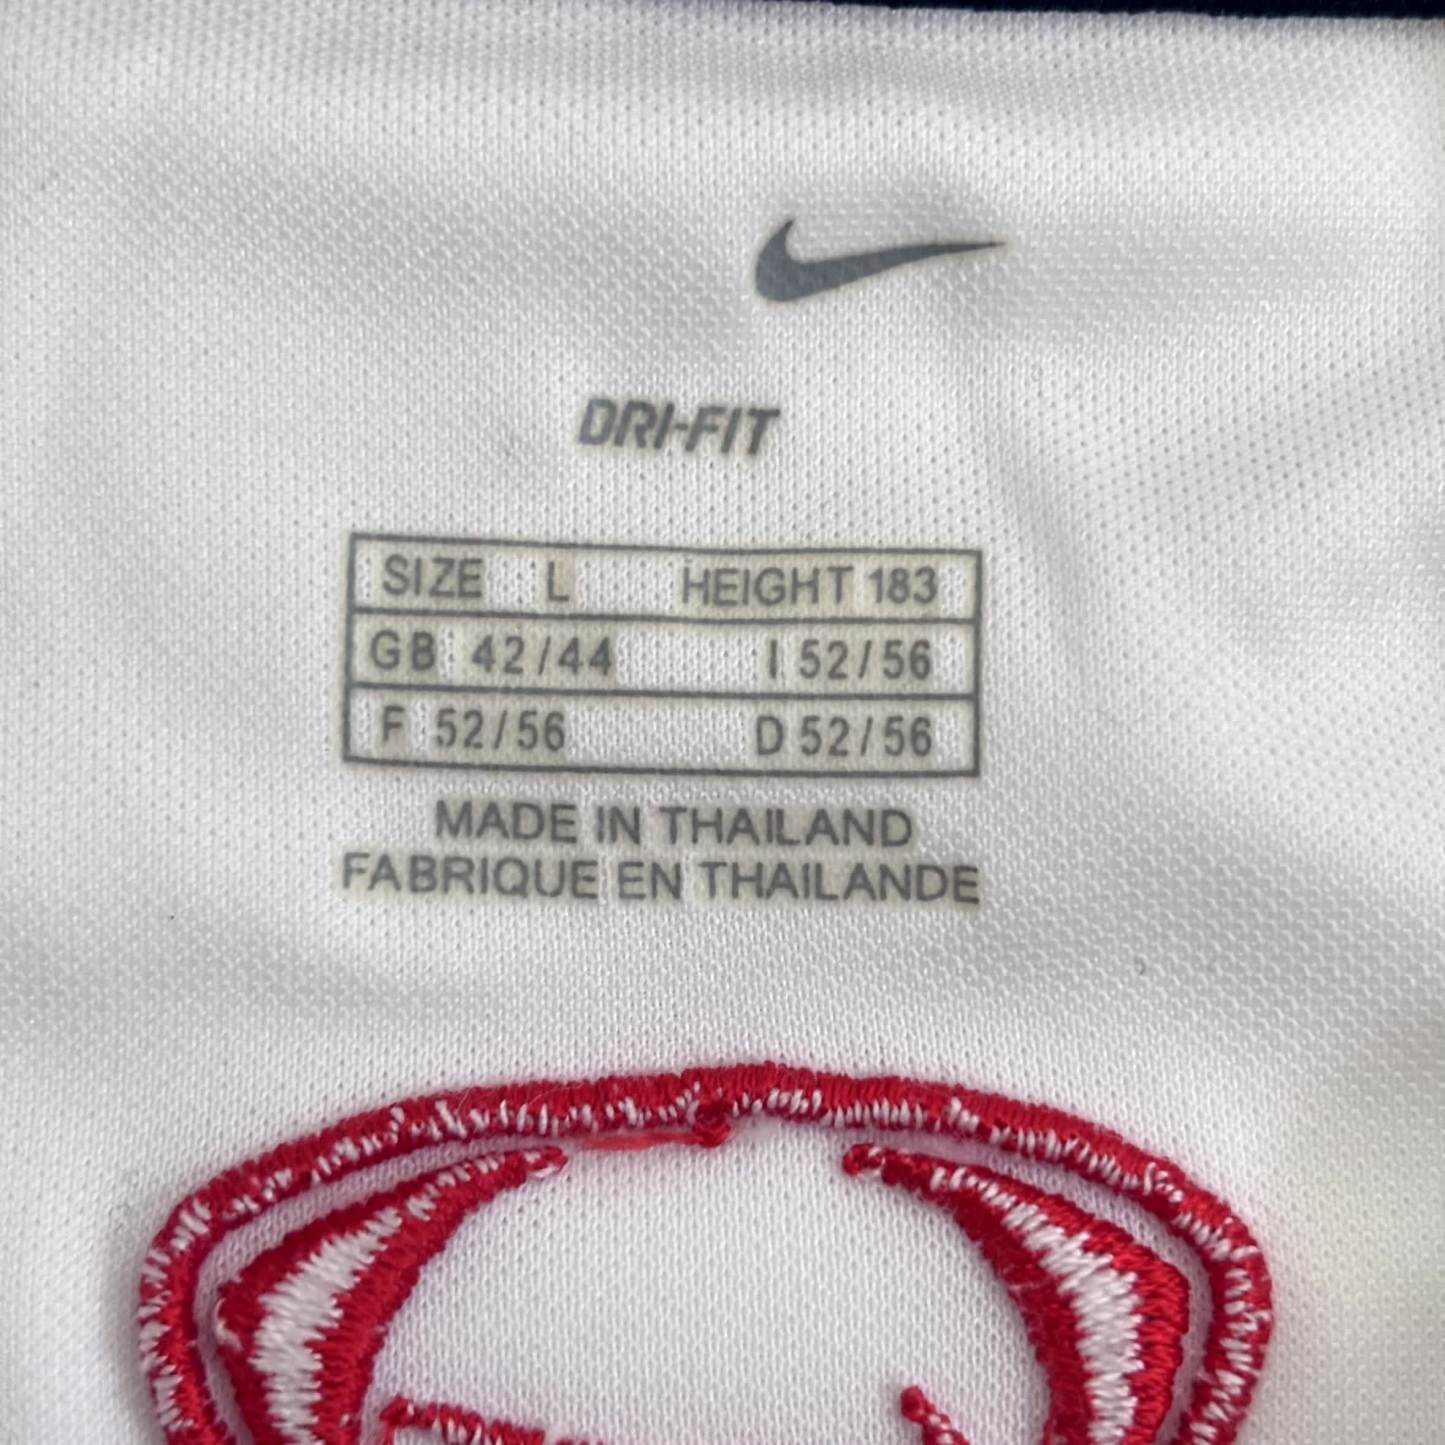 DRI-FIT
SIZE L HEIGHT 183
GB 42/44 I 52/56
F 52/56 D 52/56
MADE IN THAILAND
FABRIQUE EN THAILANDE